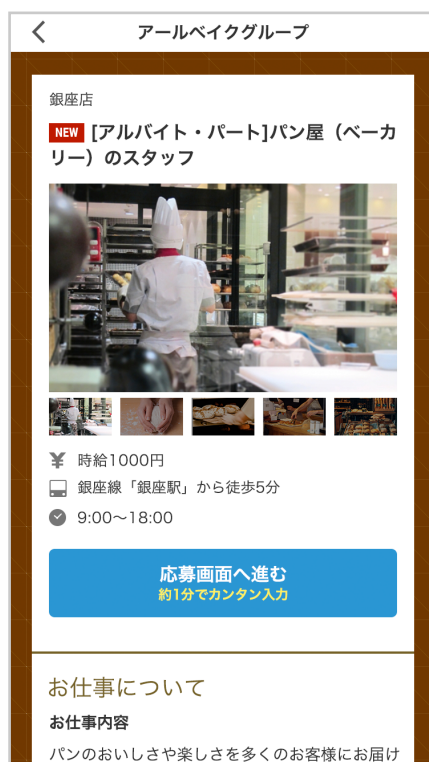 アールベイクグループ
銀座店
NEW [アルバイト・パート]パン屋（ベーカ
リー）のスタッフ
時給1000円
銀座線「銀座駅」から徒歩5分
9:00〜18:00
応募画面へ進む
約1分でカンタン入力
お仕事について
お仕事内容
パンのおいしさや楽しさを多くのお客様にお届け